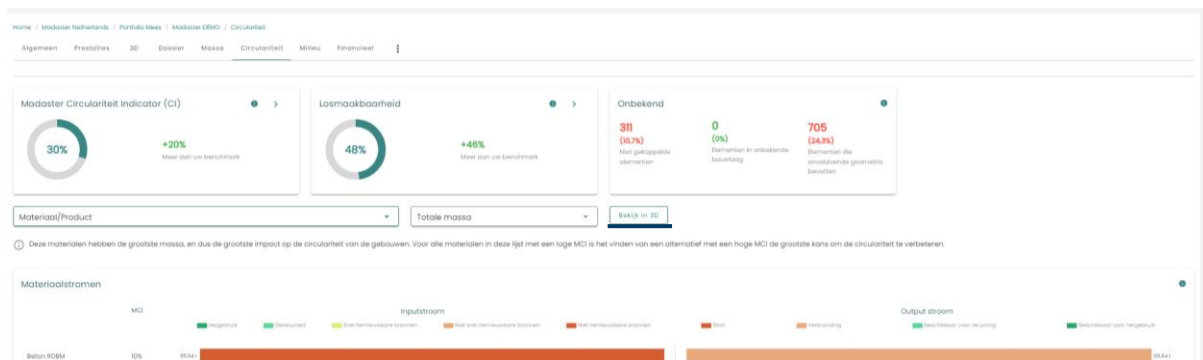 Home / Madaster Netherlands / Portfolio Mees / Madaster DEMO / Circulariteit
Algemeen Prestaties 3D Dossier Massa Circulariteit Milieu Financieel
Madaster Circulariteit Indicator (CI)
30%
+20%
Meer dan uw benchmark
Losmaakbaarheid
48%
+46%
Meer dan uw benchmark
Onbekend
311
(10,7%)
Niet gekoppelde
elementen
0
(0%)
Elementen in onbekende
bouwlaag
705
(24,3%)
Elementen die
onvoldoende geometrie
bevatten
Materiaal/Product
Totale massa
Bekijk in 3D
Deze materialen hebben de grootste massa, en dus de grootste impact op de circulariteit van de gebouwen. Voor alle materialen in deze lijst met een lage MCI is het vinden van een alternatief met een hoge MCI de grootste kans om de circulariteit te verbeteren.
Materiaalstromen
MCI
Inputstroom
Output stroom
Hergebruik
Gerecycled
Snel hernieuwbare bronnen
Niet snel hernieuwbare bronnen
Niet hernieuwbare bronnen
Stort
Verbranding
Beschikbaar voor recycling
Beschikbaar voor hergebruik
Beton RDBM
10%